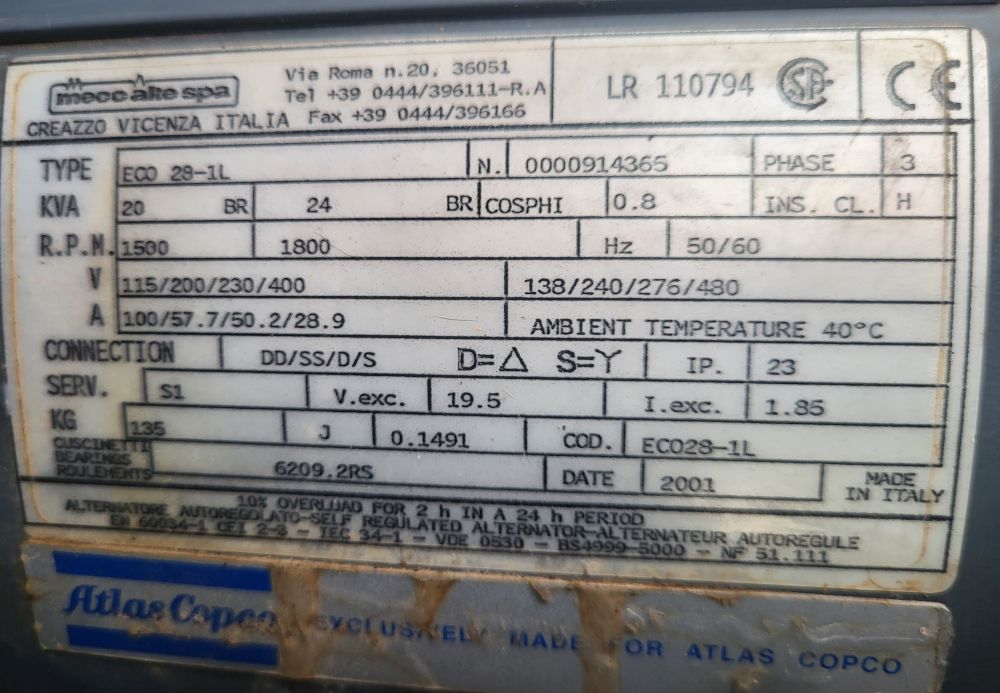 mecc alte spa
Via Roma n.20, 36051
Tel +39 0444/396111-R.A
CREAZZO VICENZA ITALIA Fax +39 0444/396166
LR 110794 CSA CE
TYPE ECO 28-1L N. 0000914365 PHASE 3
KVA 20 BR 24 BR COSPHI 0.8 INS. CL. H
R.P.M. 1500 1800 Hz 50/60
V 115/200/230/400 138/240/276/480
A 100/57.7/50.2/28.9 AMBIENT TEMPERATURE 40°C
CONNECTION DD/SS/D/S D=△ S=Y IP. 23
SERV. S1 V.exc. 19.5 I.exc. 1.85
KG 135 J 0.1491 COD. ECO28-1L
CUSCINETTI
BEARINGS 6209.2RS DATE 2001 MADE
ROULEMENTS IN ITALY
10% OVERLOAD FOR 2 h IN A 24 h PERIOD
ALTERNATORE AUTOREGOLATO-SELF REGULATED ALTERNATOR-ALTERNATEUR AUTOREGULE
EN 60034-1 CEI 2-3 - IEC 34-1 - VDE 0530 - BS4999-5000 - NF 51.111
Atlas Copco EXCLUSIVELY MADE FOR ATLAS COPCO